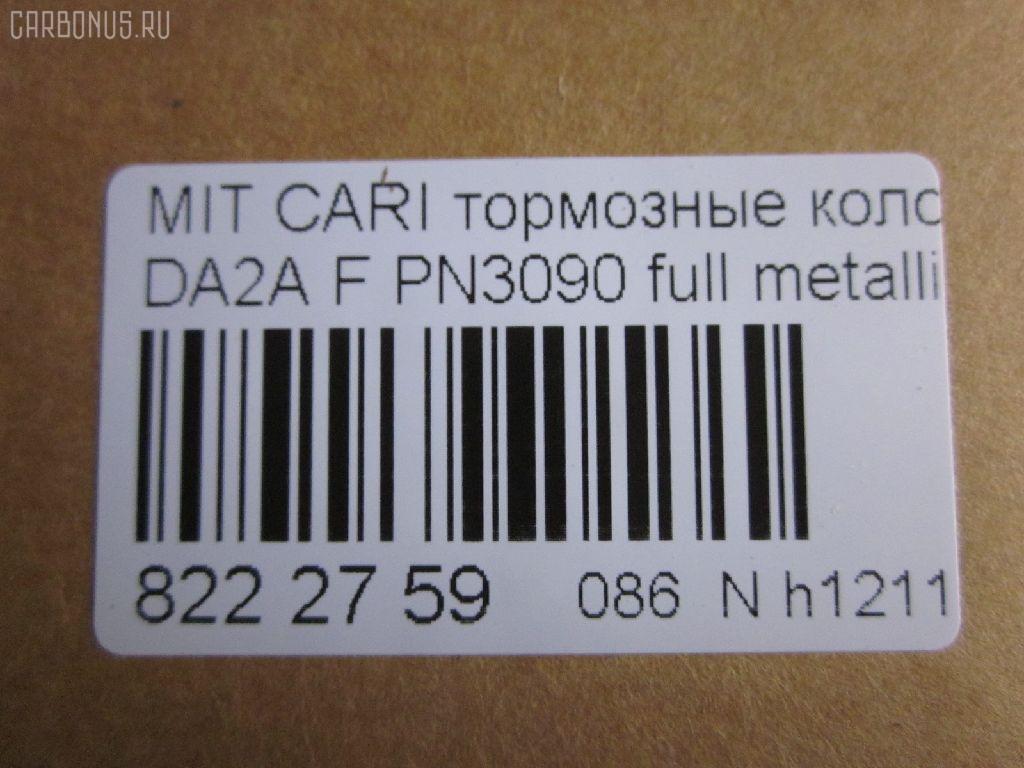 CARBONUS.RU
MIT CARI тормозные коло
DA2A F PN3090 full metalli
822 27 59 086 N h1211